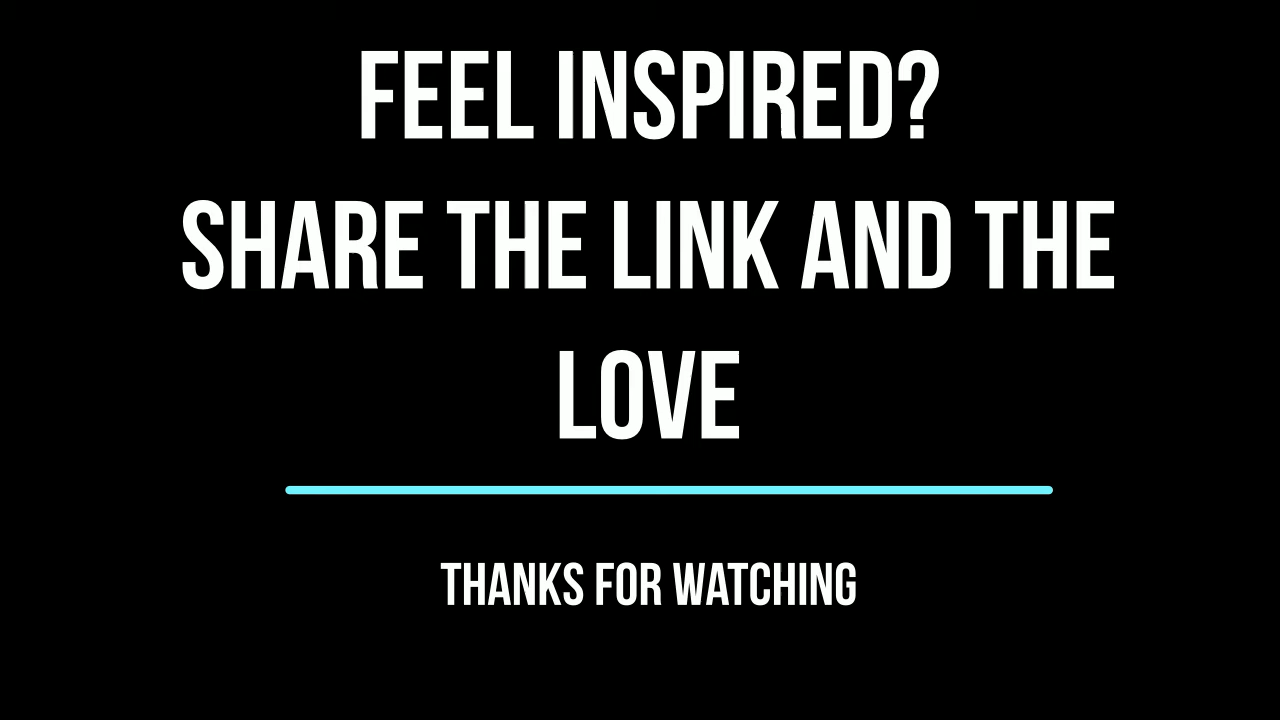 FEEL INSPIRED?
SHARE THE LINK AND THE
LOVE
THANKS FOR WATCHING